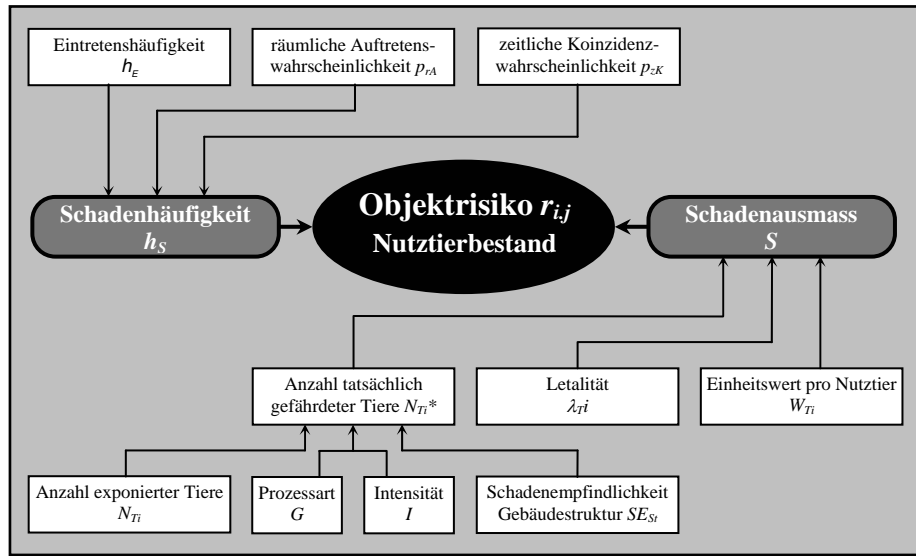 Eintretenshäufigkeit
h_E
räumliche Auftretens-
wahrscheinlichkeit p_rA
zeitliche Koinzidenz-
wahrscheinlichkeit p_zK
Schadenhäufigkeit
h_S
Objektrisiko r_i,j
Nutztierbestand
Schadenausmass
S
Anzahl tatsächlich
gefährdeter Tiere N_Ti*
Letalität
λ_T i
Einheitswert pro Nutztier
W_Ti
Anzahl exponierter Tiere
N_Ti
Prozessart
G
Intensität
I
Schadenempfindlichkeit
Gebäudestruktur SE_St